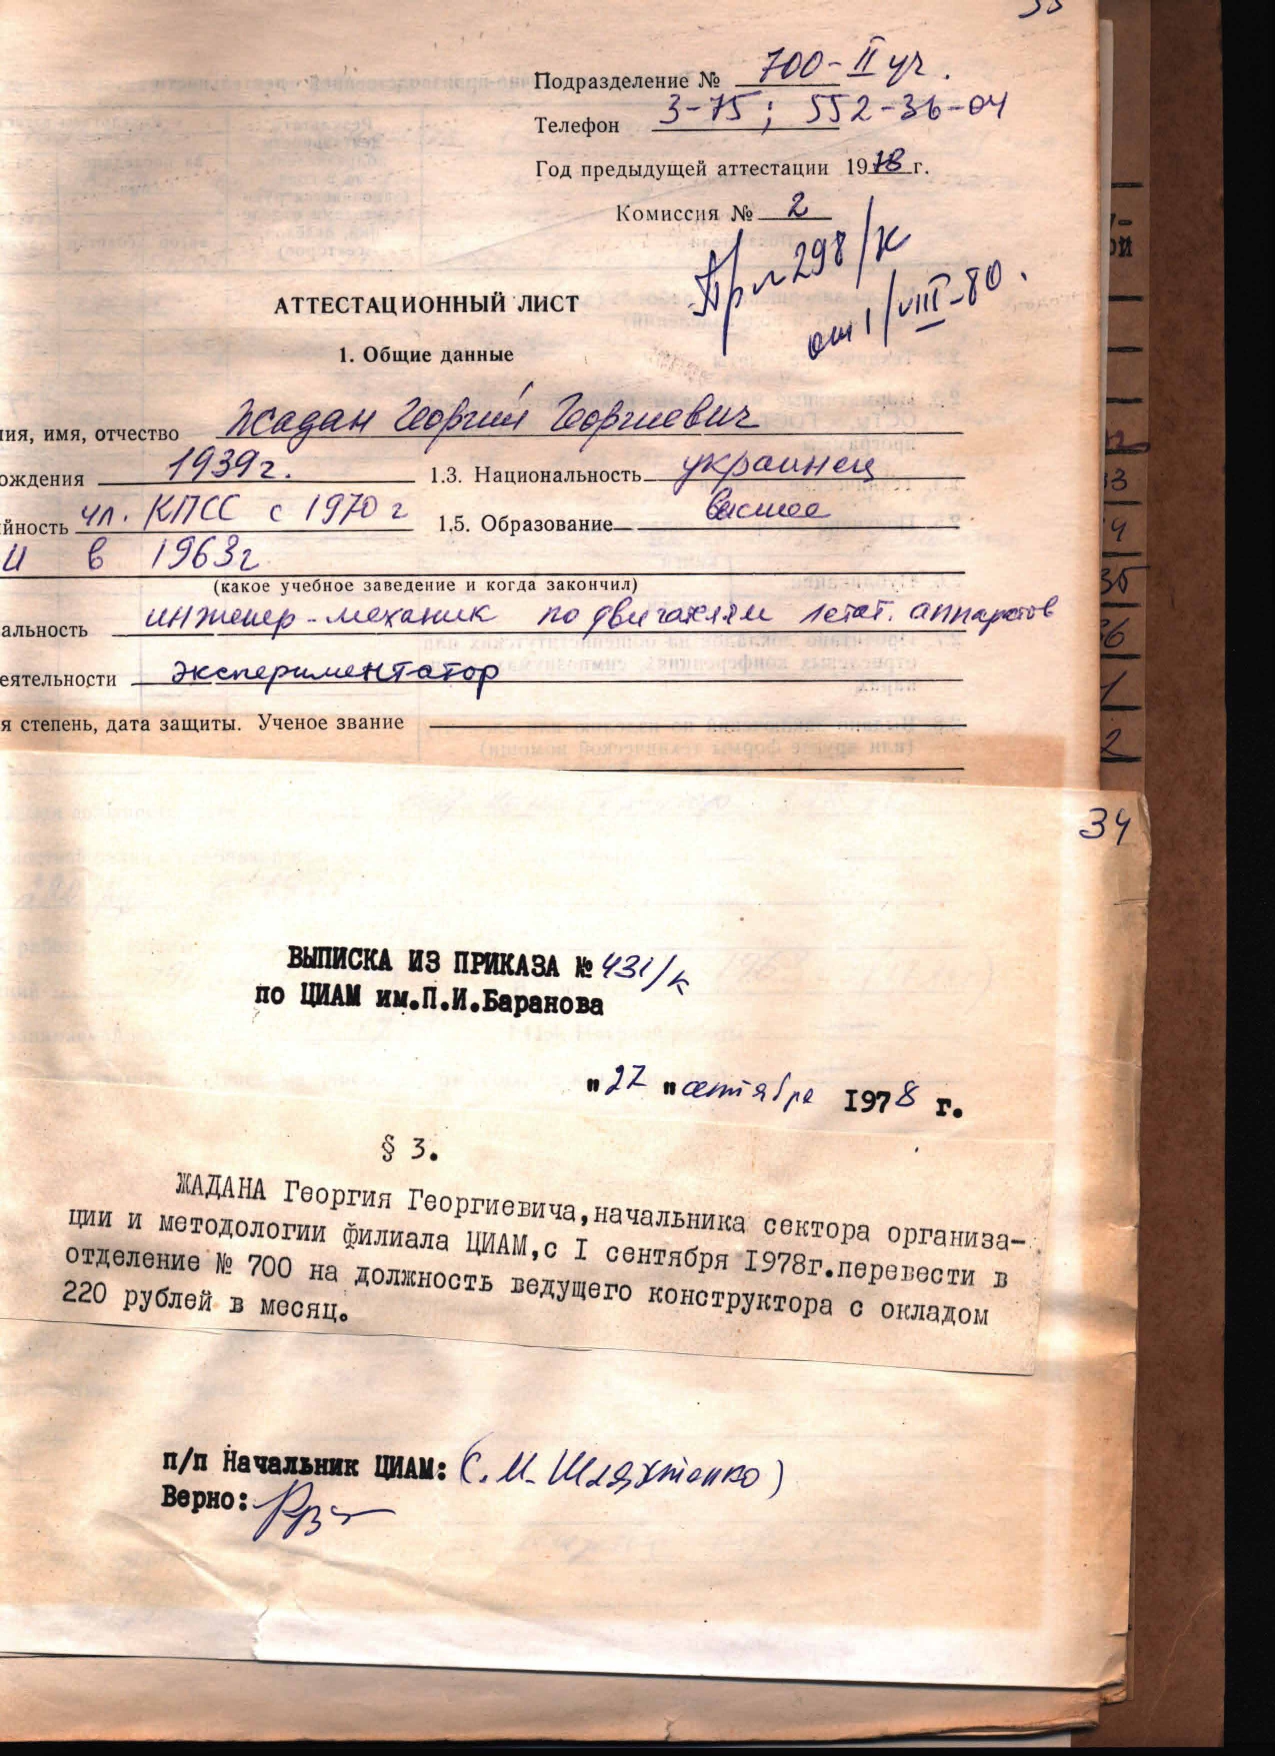 Подразделение № 700-II уч.
Телефон 3-75; 552-36-04
Год предыдущей аттестации 1978 г.
Комиссия № 2
Пр № 298/к
от 1/VIII-80.
АТТЕСТАЦИОННЫЙ ЛИСТ
1. Общие данные
ия, имя, отчество Жадан Георгий Георгиевич
ождения 1939г. 1.3. Национальность украинец
йность чл. КПСС с 1970 г 1.5. Образование высшее
И в 1963г
(какое учебное заведение и когда закончил)
альность инженер-механик по двигателям летат. аппаратов
еятельности экспериментатор
я степень, дата защиты. Ученое звание
34
ВЫПИСКА ИЗ ПРИКАЗА № 431/к
по ЦИАМ им.П.И.Баранова
"27" сентября 1978 г.
§ 3.
ЖАДАНА Георгия Георгиевича,начальника сектора организа-
ции и методологии филиала ЦИАМ,с I сентября 1978г.перевести в
отделение № 700 на должность ведущего конструктора с окладом
220 рублей в месяц.
п/п Начальник ЦИАМ: (С.М. Шляхтенко)
Верно: